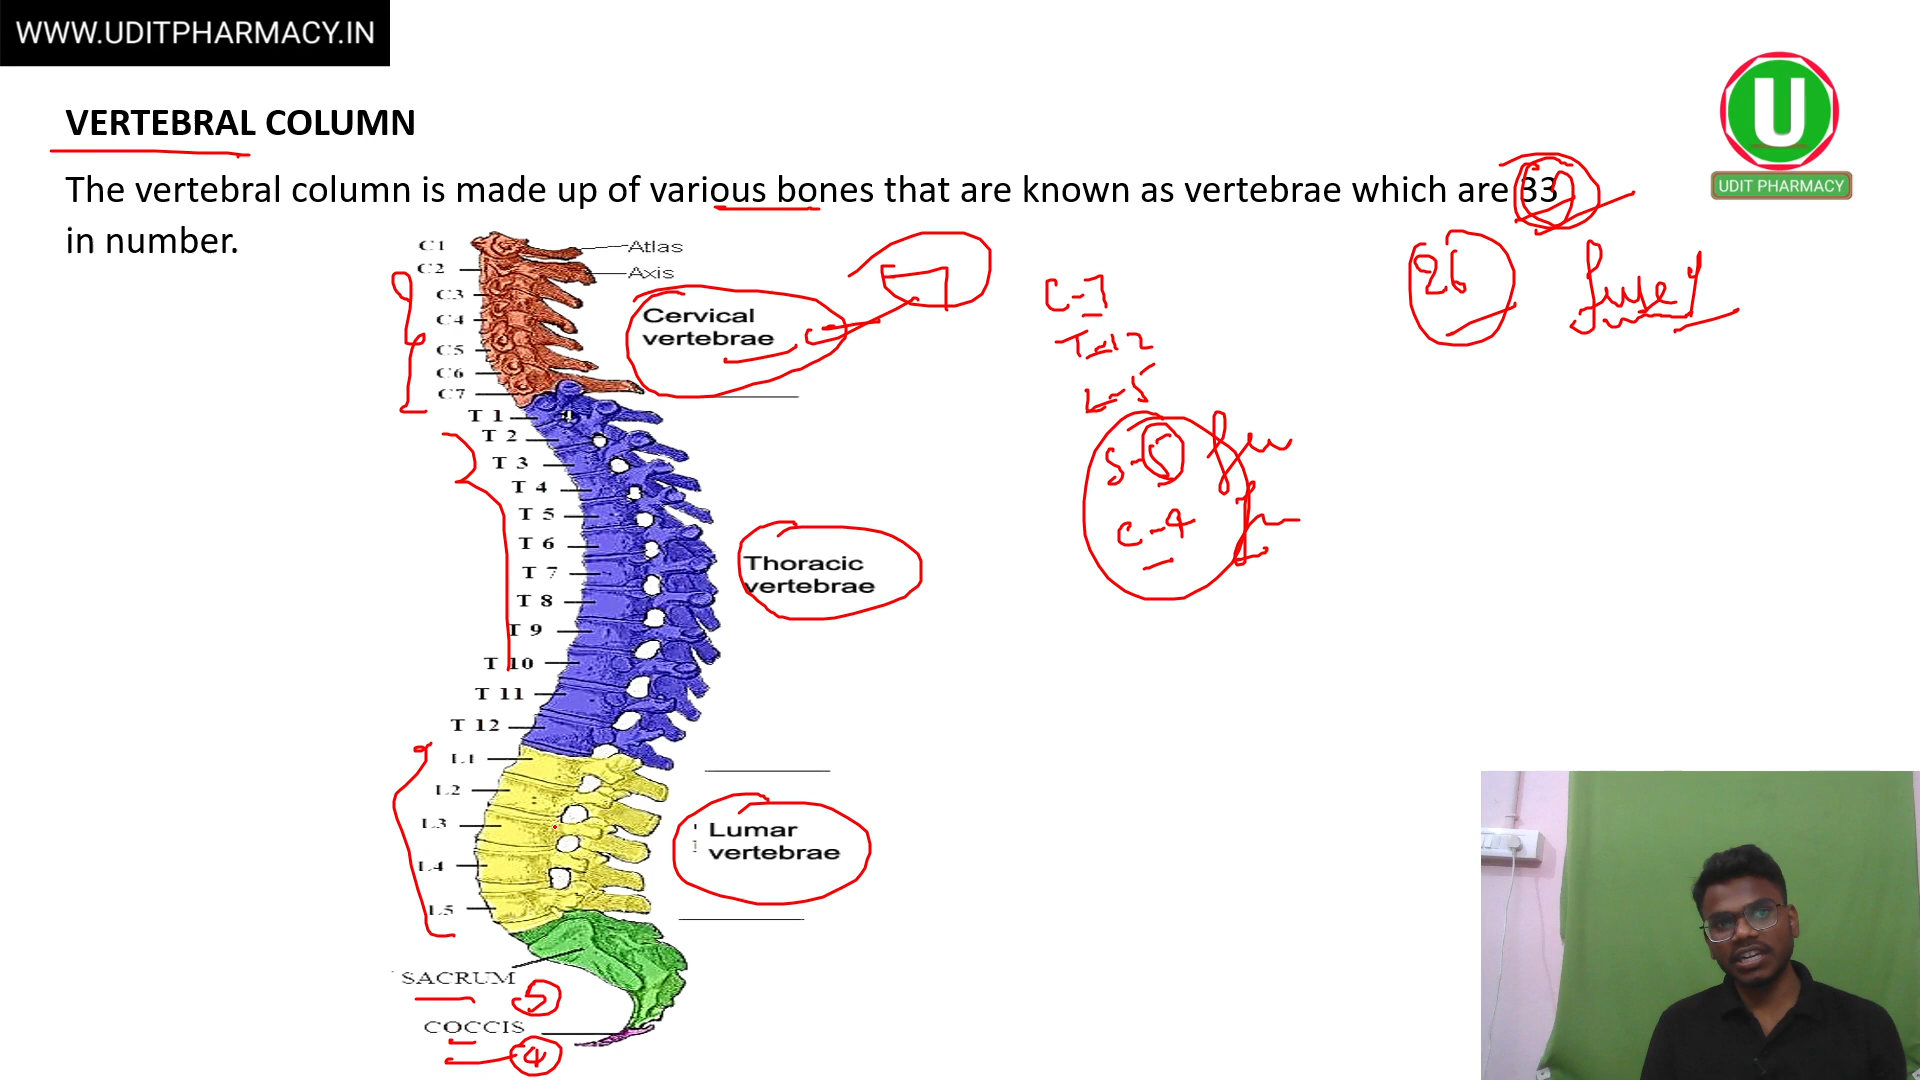 WWW.UDITPHARMACY.IN
U
UDIT PHARMACY
VERTEBRAL COLUMN
The vertebral column is made up of various bones that are known as vertebrae which are 33
in number.
26
fuse
C1
Atlas
C2
Axis
C3
C4
C5
C6
C7
Cervical
vertebrae
7
C-7
T-12
L-5
S-5
C-4
T 1
T 2
T 3
T 4
T 5
T 6
T 7
T 8
T 9
T 10
T 11
T 12
Thoracic
vertebrae
L1
L2
L3
L4
L5
Lumar
vertebrae
SACRUM
5
COCCIS
4